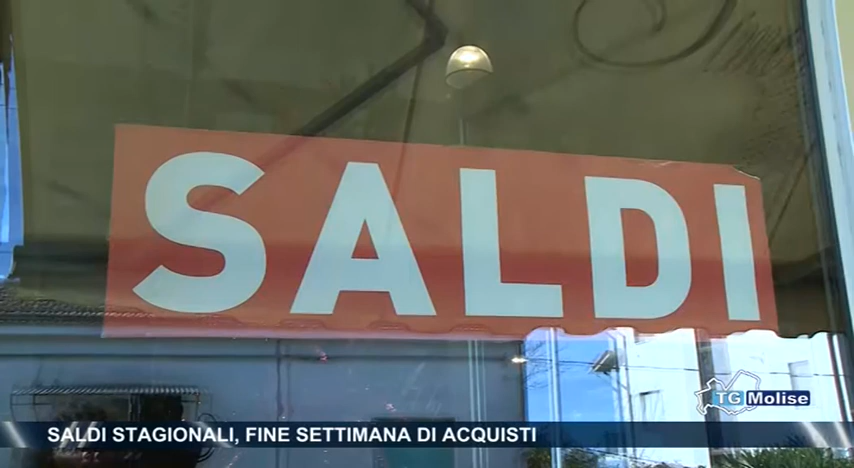 SALDI
TG Molise
SALDI STAGIONALI, FINE SETTIMANA DI ACQUISTI